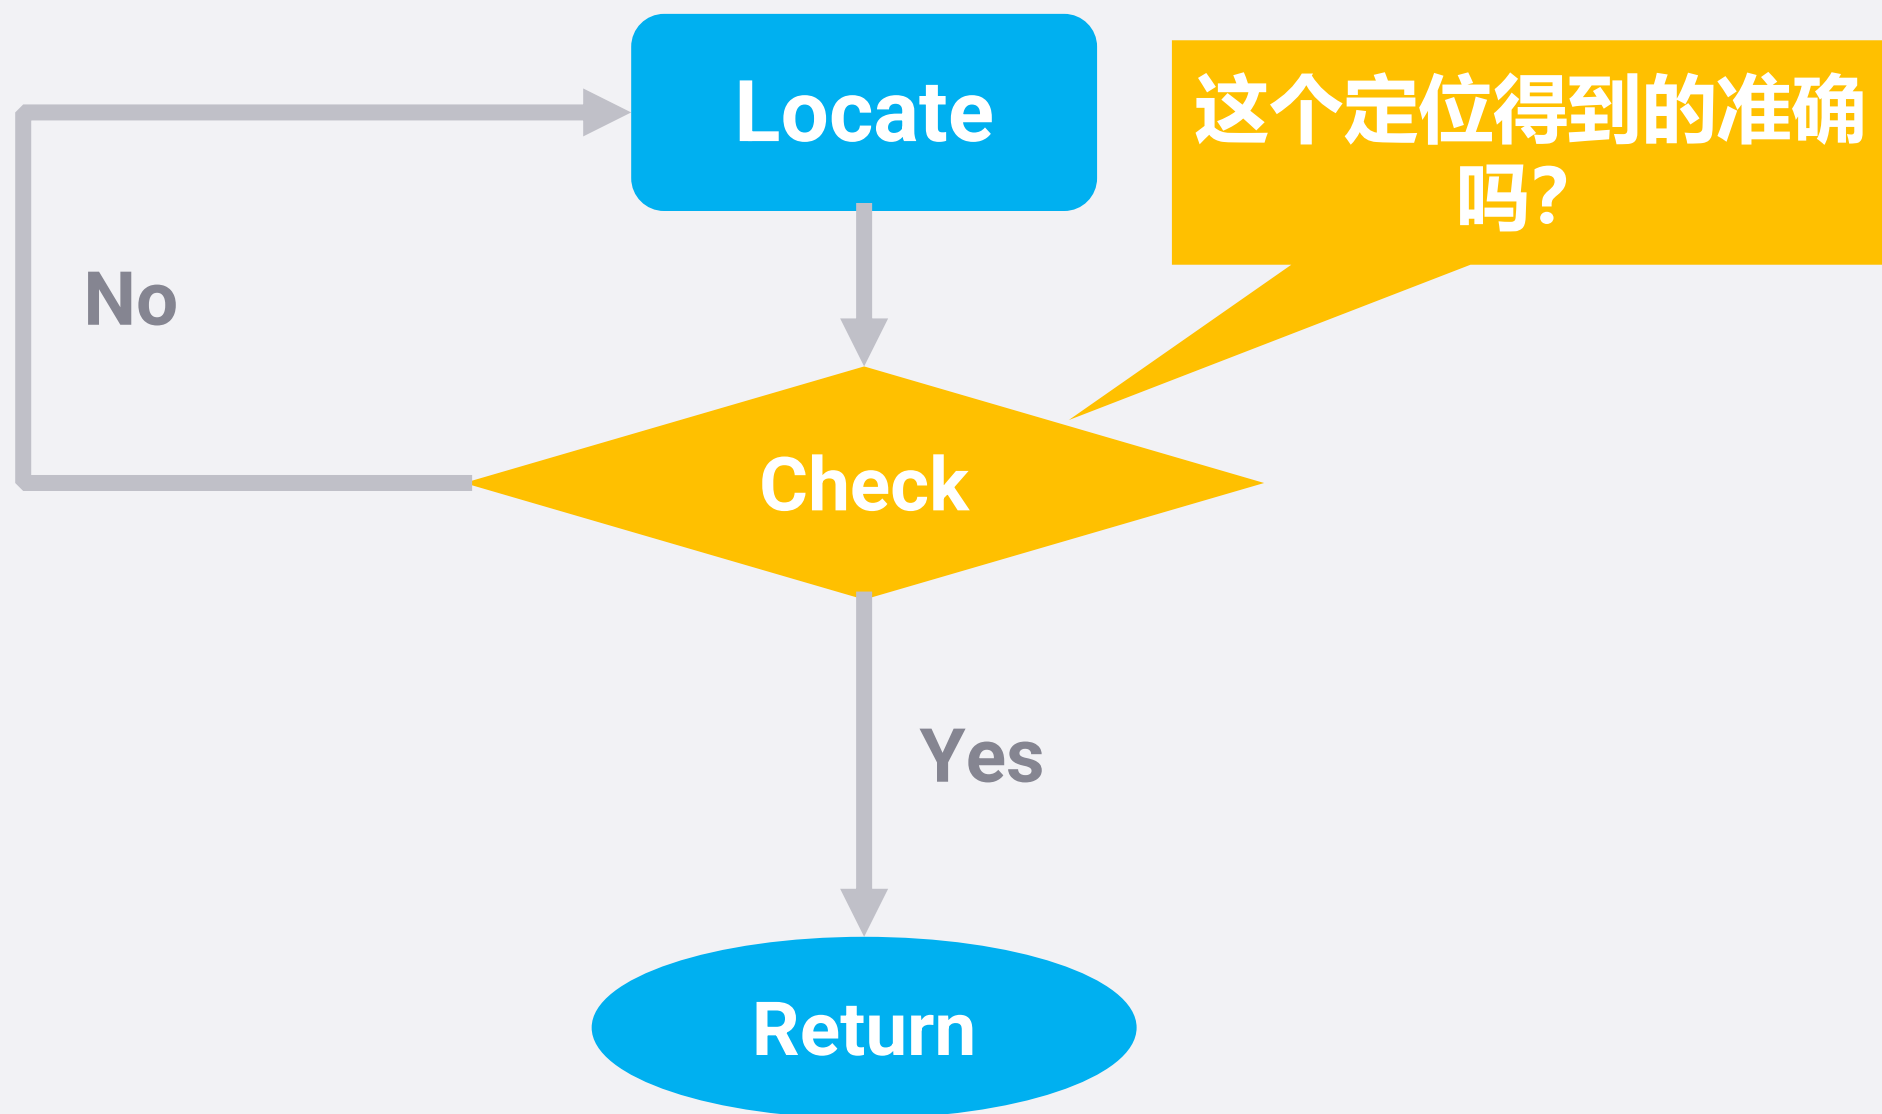 Locate
这个定位得到的准确
吗？
No
Check
Yes
Return